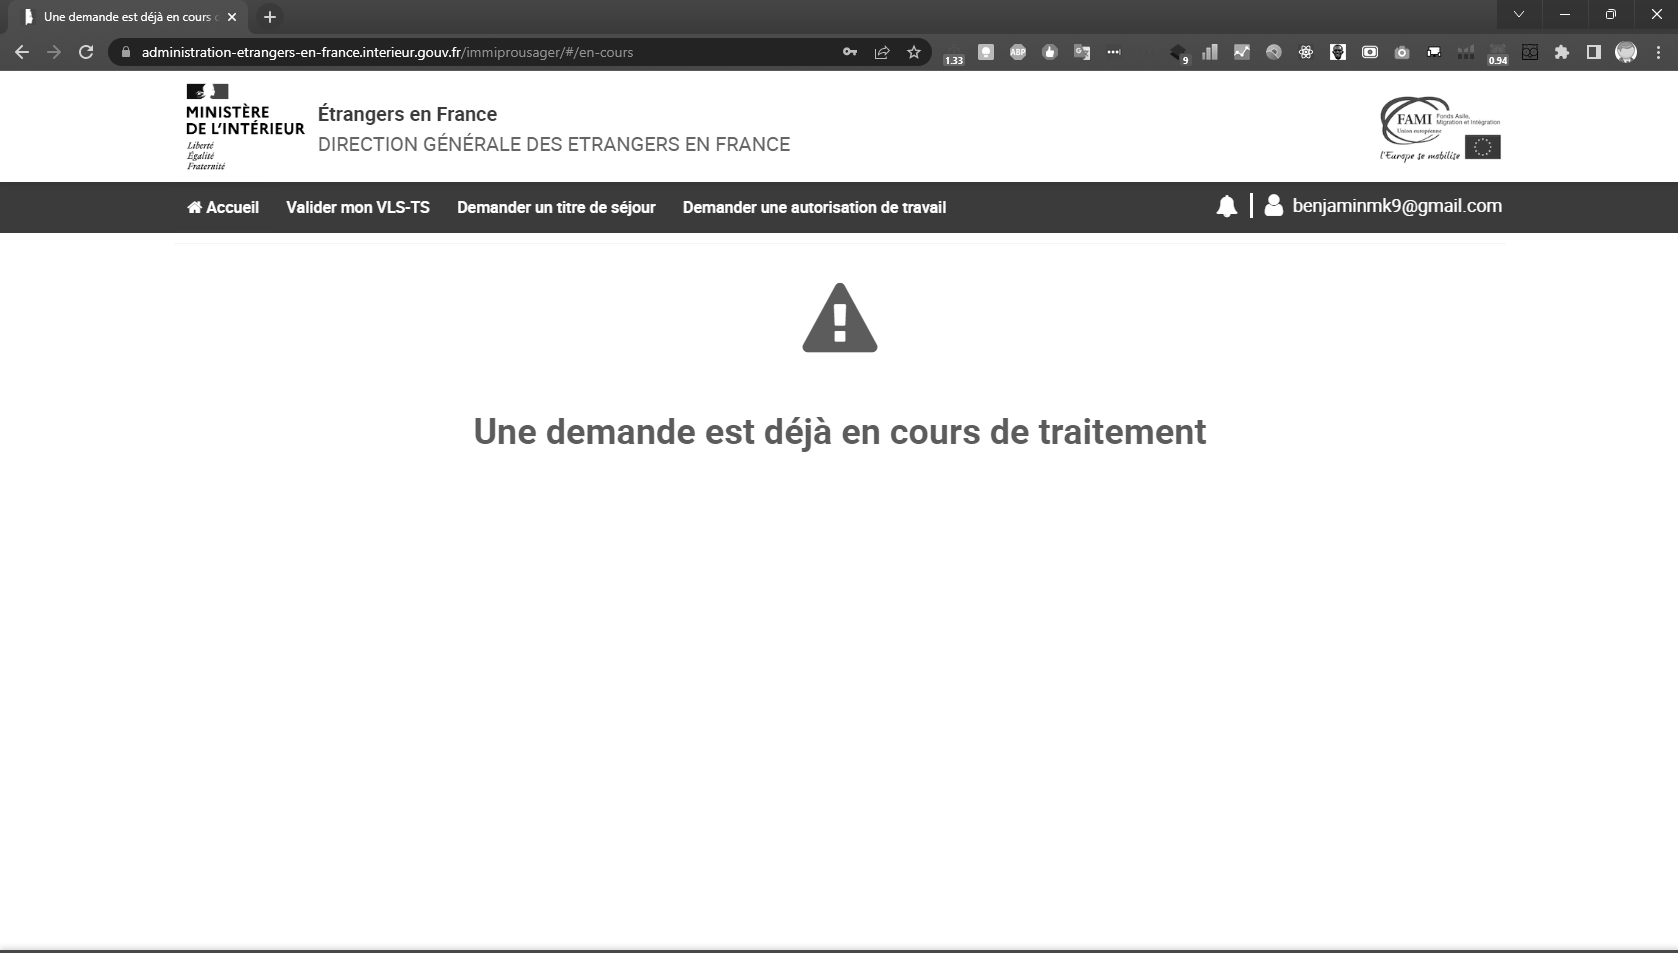 Une demande est déjà en cours
administration-etrangers-en-france.interieur.gouv.fr/immiprousager/#/en-cours
1.33
ABP
9
0.94
MINISTÈRE
DE L'INTÉRIEUR
Liberté
Égalité
Fraternité
Étrangers en France
DIRECTION GÉNÉRALE DES ETRANGERS EN FRANCE
FAMI
Fonds Asile,
Migration et Intégration
Union européenne
l'Europe se mobilise
Accueil
Valider mon VLS-TS
Demander un titre de séjour
Demander une autorisation de travail
benjaminmk9@gmail.com
Une demande est déjà en cours de traitement